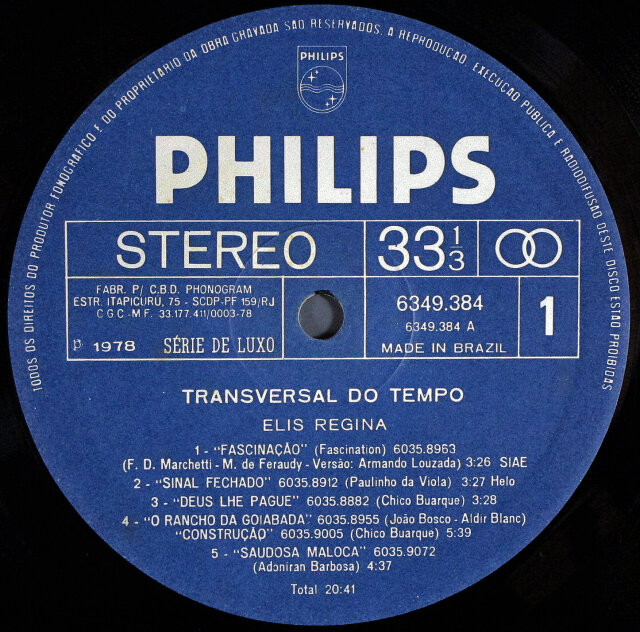 TODOS OS DIREITOS DO PRODUTOR FONOGRÁFICO E DO PROPRIETÁRIO DA OBRA GRAVADA SÃO RESERVADOS. A REPRODUÇÃO, EXECUÇÃO PÚBLICA E RADIODIFUSÃO DESTE DISCO ESTÃO PROIBIDAS
PHILIPS
PHILIPS
STEREO 33 1/3
FABR. P/ C.B.D. PHONOGRAM
ESTR. ITAPICURU, 75 - SCDP-PF 159/RJ
C G C - M F. 33.177.411/0003-78
℗ 1978 SÉRIE DE LUXO
6349.384
6349.384 A
MADE IN BRAZIL
1
TRANSVERSAL DO TEMPO
ELIS REGINA
1 - "FASCINAÇÃO" (Fascination) 6035.8963
(F. D. Marchetti - M. de Feraudy - Versão: Armando Louzada) 3:26 SIAE
2 - "SINAL FECHADO" 6035.8912 (Paulinho da Viola) 3:27 Helo
3 - "DEUS LHE PAGUE" 6035.8882 (Chico Buarque) 3:28
4 - "O RANCHO DA GOIABADA" 6035.8955 (João Bosco - Aldir Blanc)
"CONSTRUÇÃO" 6035.9005 (Chico Buarque) 5:39
5 - "SAUDOSA MALOCA" 6035.9072
(Adoniran Barbosa) 4:37
Total 20:41